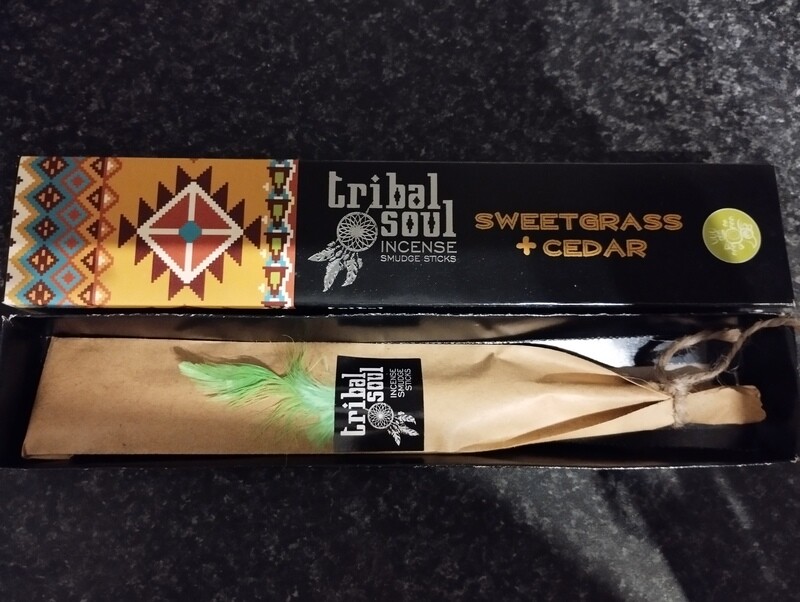 tribal
soul
INCENSE
SMUDGE STICKS
SWEETGRASS
+ CEDAR
tribal
soul
INCENSE
SMUDGE
STICKS